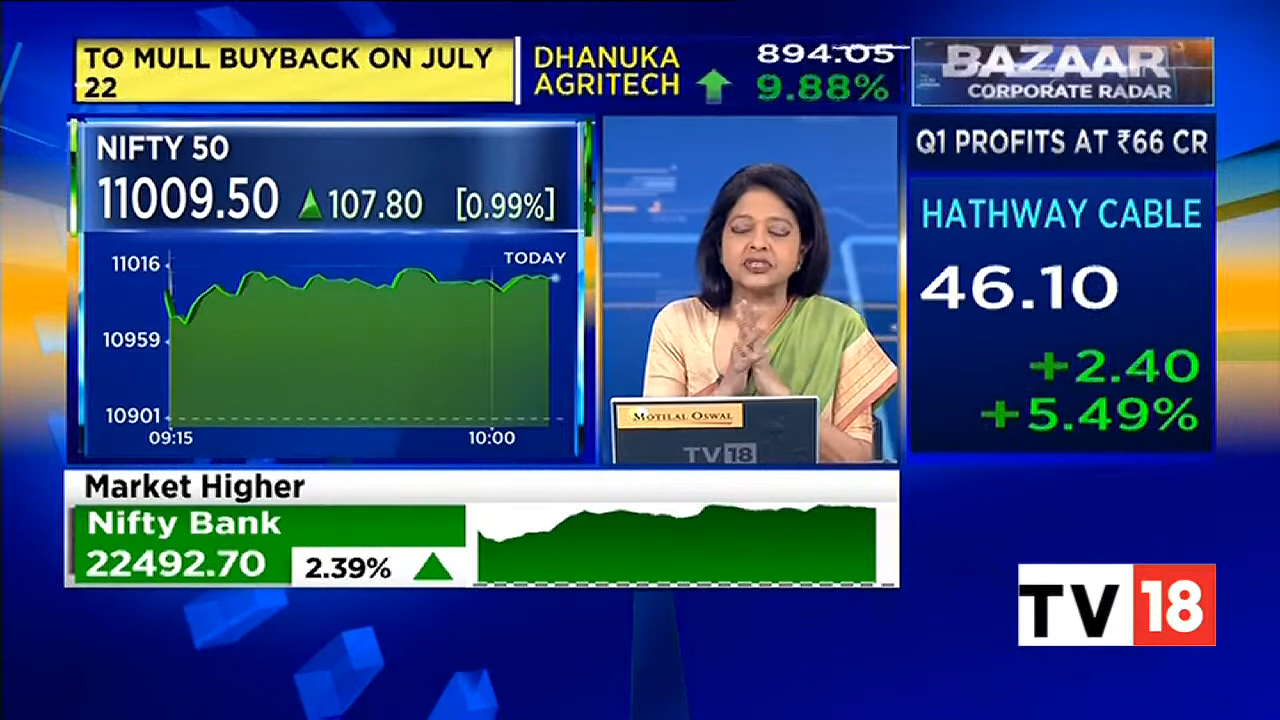 TO MULL BUYBACK ON JULY
22
DHANUKA
AGRITECH
894.05
9.88%
BAZAAR
CORPORATE RADAR
NIFTY 50
11009.50 ▲ 107.80 [0.99%]
TODAY
11016
10959
10901
09:15 10:00
MOTILAL OSWAL
TV18
Q1 PROFITS AT ₹66 CR
HATHWAY CABLE
46.10
+2.40
+5.49%
Market Higher
Nifty Bank
22492.70 2.39%
TV18